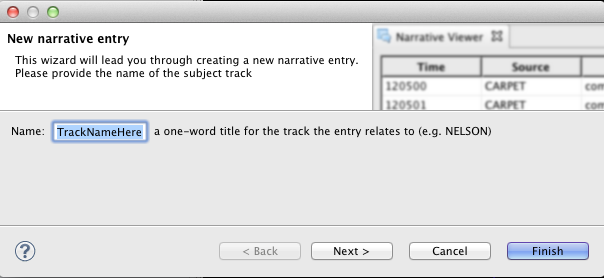 New narrative entry
This wizard will lead you through creating a new narrative entry.
Please provide the name of the subject track
Narrative Viewer
Time Source
120500 CARPET com
120501 CARPET com
Name: TrackNameHere a one-word title for the track the entry relates to (e.g. NELSON)
?
< Back Next > Cancel Finish